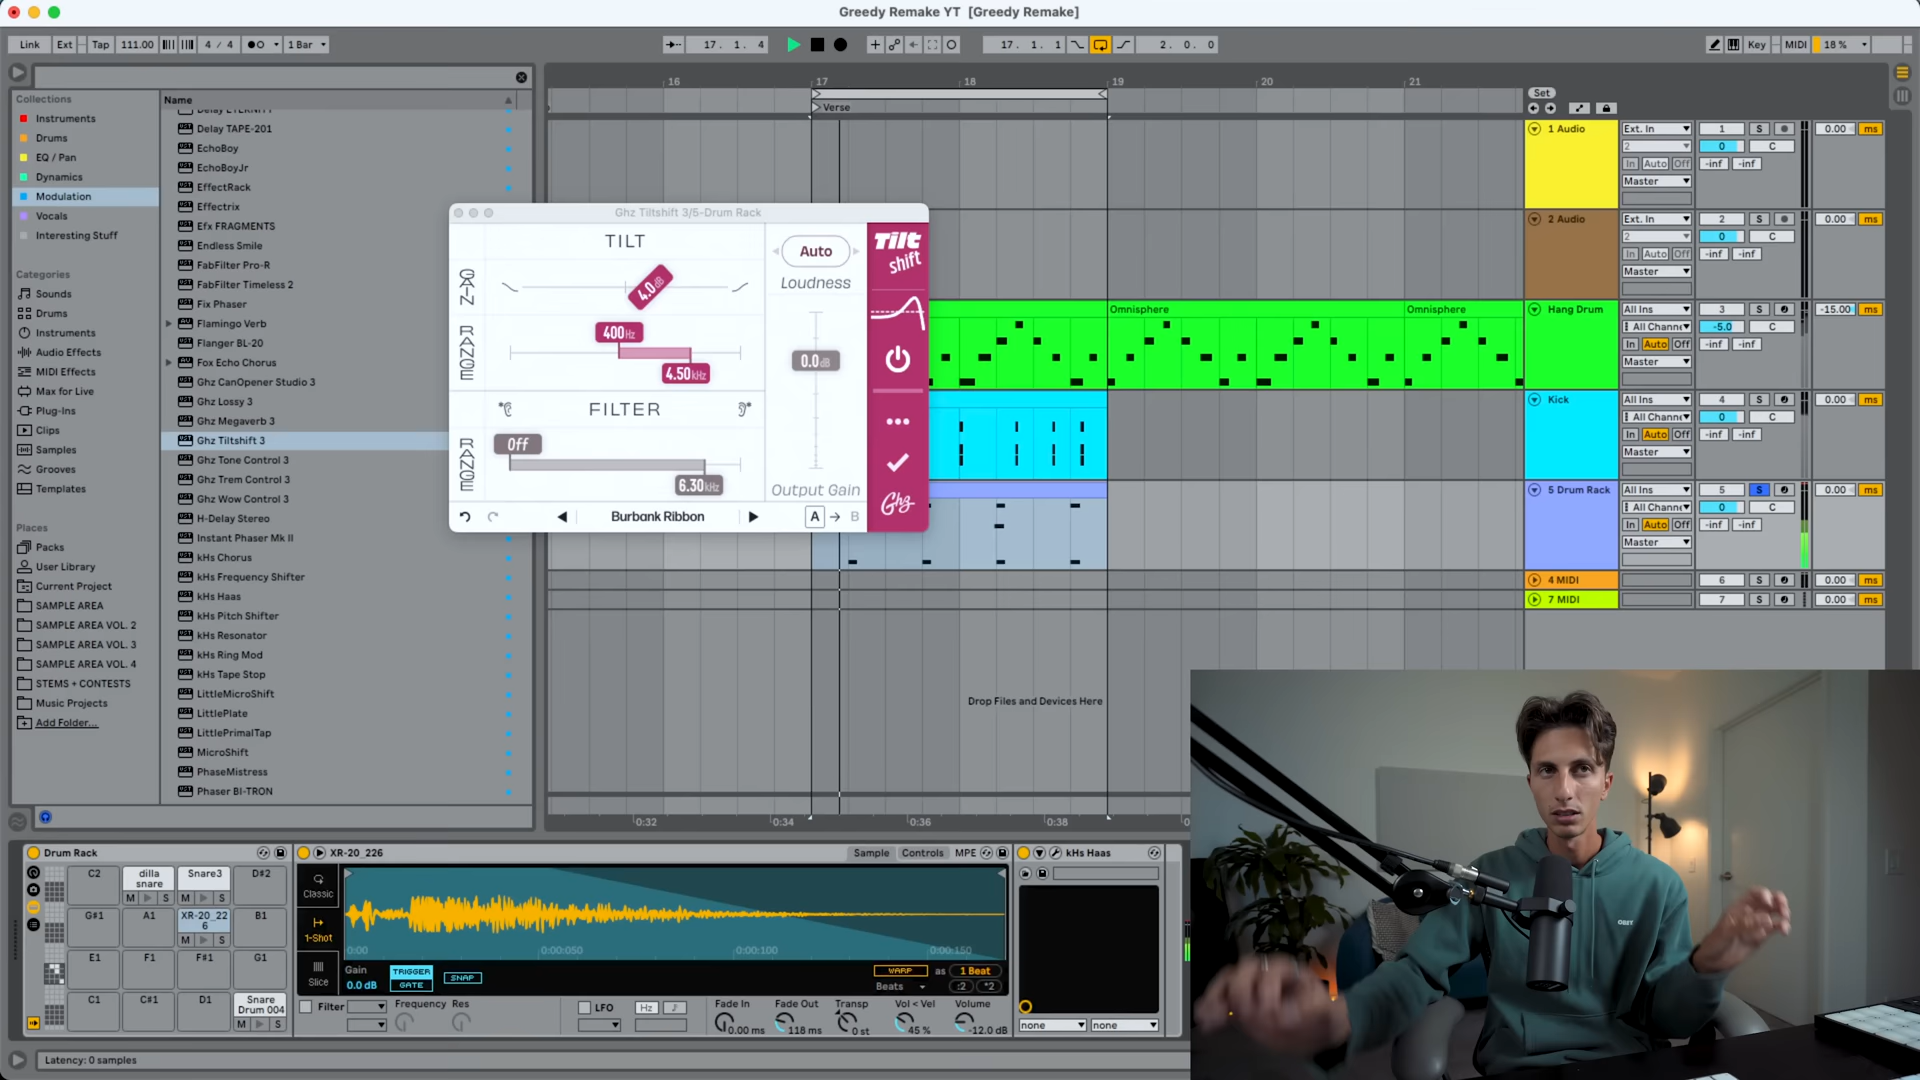 Greedy Remake YT [Greedy Remake]
Link Ext Tap 111.00 4 / 4 1 Bar
17. 1. 4
17. 1. 1
2. 0. 0
Key MIDI 18 %
Collections
Instruments
Drums
EQ / Pan
Dynamics
Modulation
Vocals
Interesting Stuff
Categories
Sounds
Drums
Instruments
Audio Effects
MIDI Effects
Max for Live
Plug-Ins
Clips
Samples
Grooves
Templates
Places
Packs
User Library
Current Project
SAMPLE AREA
SAMPLE AREA VOL. 2
SAMPLE AREA VOL. 3
SAMPLE AREA VOL. 4
STEMS + CONTESTS
Music Projects
Add Folder...
Name
Delay ETERNITY
Delay TAPE-201
EchoBoy
EchoBoyJr
EffectRack
Effectrix
Efx FRAGMENTS
Endless Smile
FabFilter Pro-R
FabFilter Timeless 2
Fix Phaser
Flamingo Verb
Flanger BL-20
Fox Echo Chorus
Ghz CanOpener Studio 3
Ghz Lossy 3
Ghz Megaverb 3
Ghz Tiltshift 3
Ghz Tone Control 3
Ghz Trem Control 3
Ghz Wow Control 3
H-Delay Stereo
Instant Phaser Mk II
kHs Chorus
kHs Frequency Shifter
kHs Haas
kHs Pitch Shifter
kHs Resonator
kHs Ring Mod
kHs Tape Stop
LittleMicroShift
LittlePlate
LittlePrimalTap
MicroShift
PhaseMistress
Phaser BI-TRON
16 17 18 19 20 21
Verse
Set
Ghz Tiltshift 3/5-Drum Rack
TILT
GAIN
4.0dB
RANGE
400Hz
4.50kHz
FILTER
RANGE
Off
6.30kHz
Auto
Loudness
0.0dB
Output Gain
Burbank Ribbon
A B
Tilt
shift
Ghz
Omnisphere
Omnisphere
1 Audio Ext. In 1 S 0.00 ms
2 0 C
In Auto Off -inf -inf
Master
2 Audio Ext. In 2 S 0.00 ms
2 0 C
In Auto Off -inf -inf
Master
Hang Drum All Ins 3 S -15.00 ms
All Channe -5.0 C
In Auto Off -inf -inf
Master
Kick All Ins 4 S 0.00 ms
All Channe 0 C
In Auto Off -inf -inf
Master
5 Drum Rack All Ins 5 S 0.00 ms
All Channe 0 C
In Auto Off -inf -inf
Master
4 MIDI 6 S 0.00 ms
7 MIDI 7 S 0.00 ms
Drop Files and Devices Here
0:32 0:34 0:36 0:38
Drum Rack
C2
dilla snare
M S
Snare3
M S
D#2
G#1
A1
XR-20_226
M S
B1
E1
F1
F#1
G1
C1
C#1
D1
Snare Drum 004
M S
XR-20_226
Sample Controls MPE
Classic
1-Shot
Slice
0:00 0:00:050 0:00:100 0:00:150
Gain
0.0 dB
TRIGGER
GATE
SNAP
WARP as 1 Beat
Beats :2 *2
Filter Frequency Res
LFO Hz
Fade In
0.00 ms
Fade Out
118 ms
Transp
0 st
Vol < Vel
45 %
Volume
-12.0 dB
kHs Haas
none none
Latency: 0 samples
OBEY